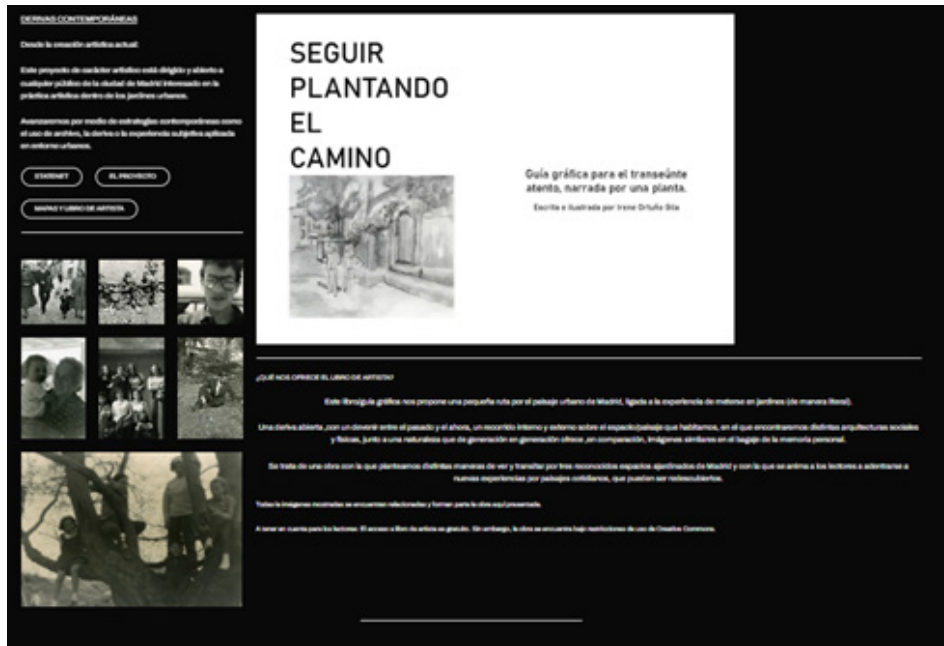 DERIVAS CONTEMPORÁNEAS
Desde la creación artística actual:
Este proyecto de carácter artístico está dirigido y abierto a
cualquier público de la ciudad de Madrid interesado en la
práctica artística dentro de los jardines urbanos.
Avanzaremos por medio de estrategias contemporáneas como
el uso de archivo, la deriva o la experiencia subjetiva aplicada
en entorno urbanos.
STATEMET
EL PROYECTO
MAPAS Y LIBRO DE ARTISTA
SEGUIR
PLANTANDO
EL
CAMINO
Guía gráfica para el transeúnte
atento, narrada por una planta.
Escrita e ilustrada por Irene Ortuño
¿QUÉ NOS OFRECE EL LIBRO DE ARTISTA?
Este libro/guía gráfica nos propone una pequeña ruta por el paisaje urbano de Madrid, ligada a la experiencia de meterse en jardines (de manera literal).
Una deriva abierta ,con un devenir entre el pasado y el ahora, un recorrido interno y externo sobre el espacio/paisaje que habitamos, en el que encontraremos distintas arquitecturas sociales
y físicas, junto a una naturaleza que de generación en generación ofrece ,en comparación, imágenes similares en el bagaje de la memoria personal.
Se trata de una obra con la que planteamos distintas maneras de ver y transitar por tres reconocidos espacios ajardinados de Madrid y con la que se anima a los lectores a adentrarse a
nuevas experiencias por paisajes cotidianos, que pueden ser redescubiertos.
Todas la imágenes mostradas se encuentran relacionadas y forman parte la obra aquí presentada.
A tener en cuenta para los lectores: El acceso a libro de artista es gratuito. Sin embargo, la obra se encuentra bajo restricciones de uso de Creative Commons.